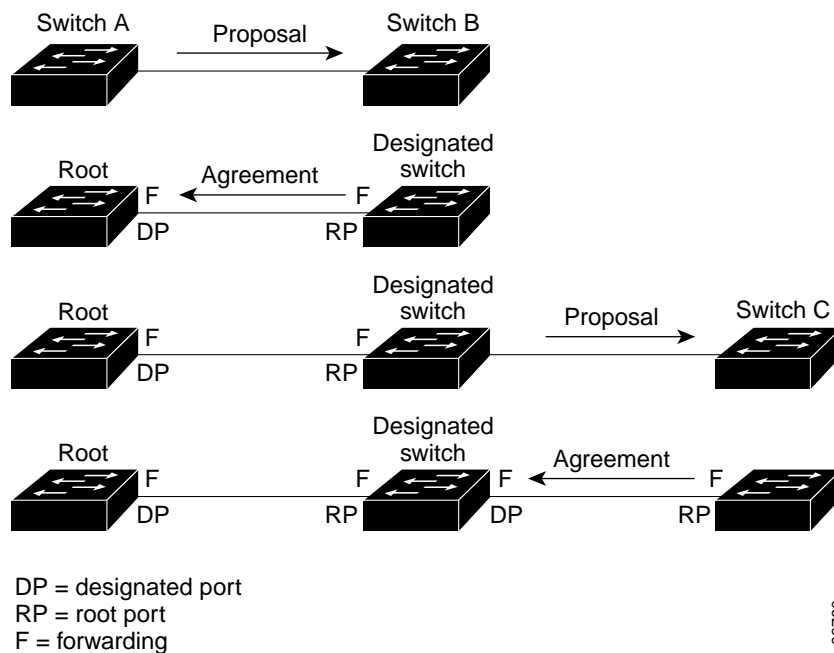 Switch A
Proposal
Switch B
Root
F
Agreement
F
Designated
switch
DP
RP
Root
F
F
Designated
switch
Proposal
Switch C
DP
RP
Root
F
F
Designated
switch
F
Agreement
F
DP
RP
DP
RP
DP = designated port
RP = root port
F = forwarding